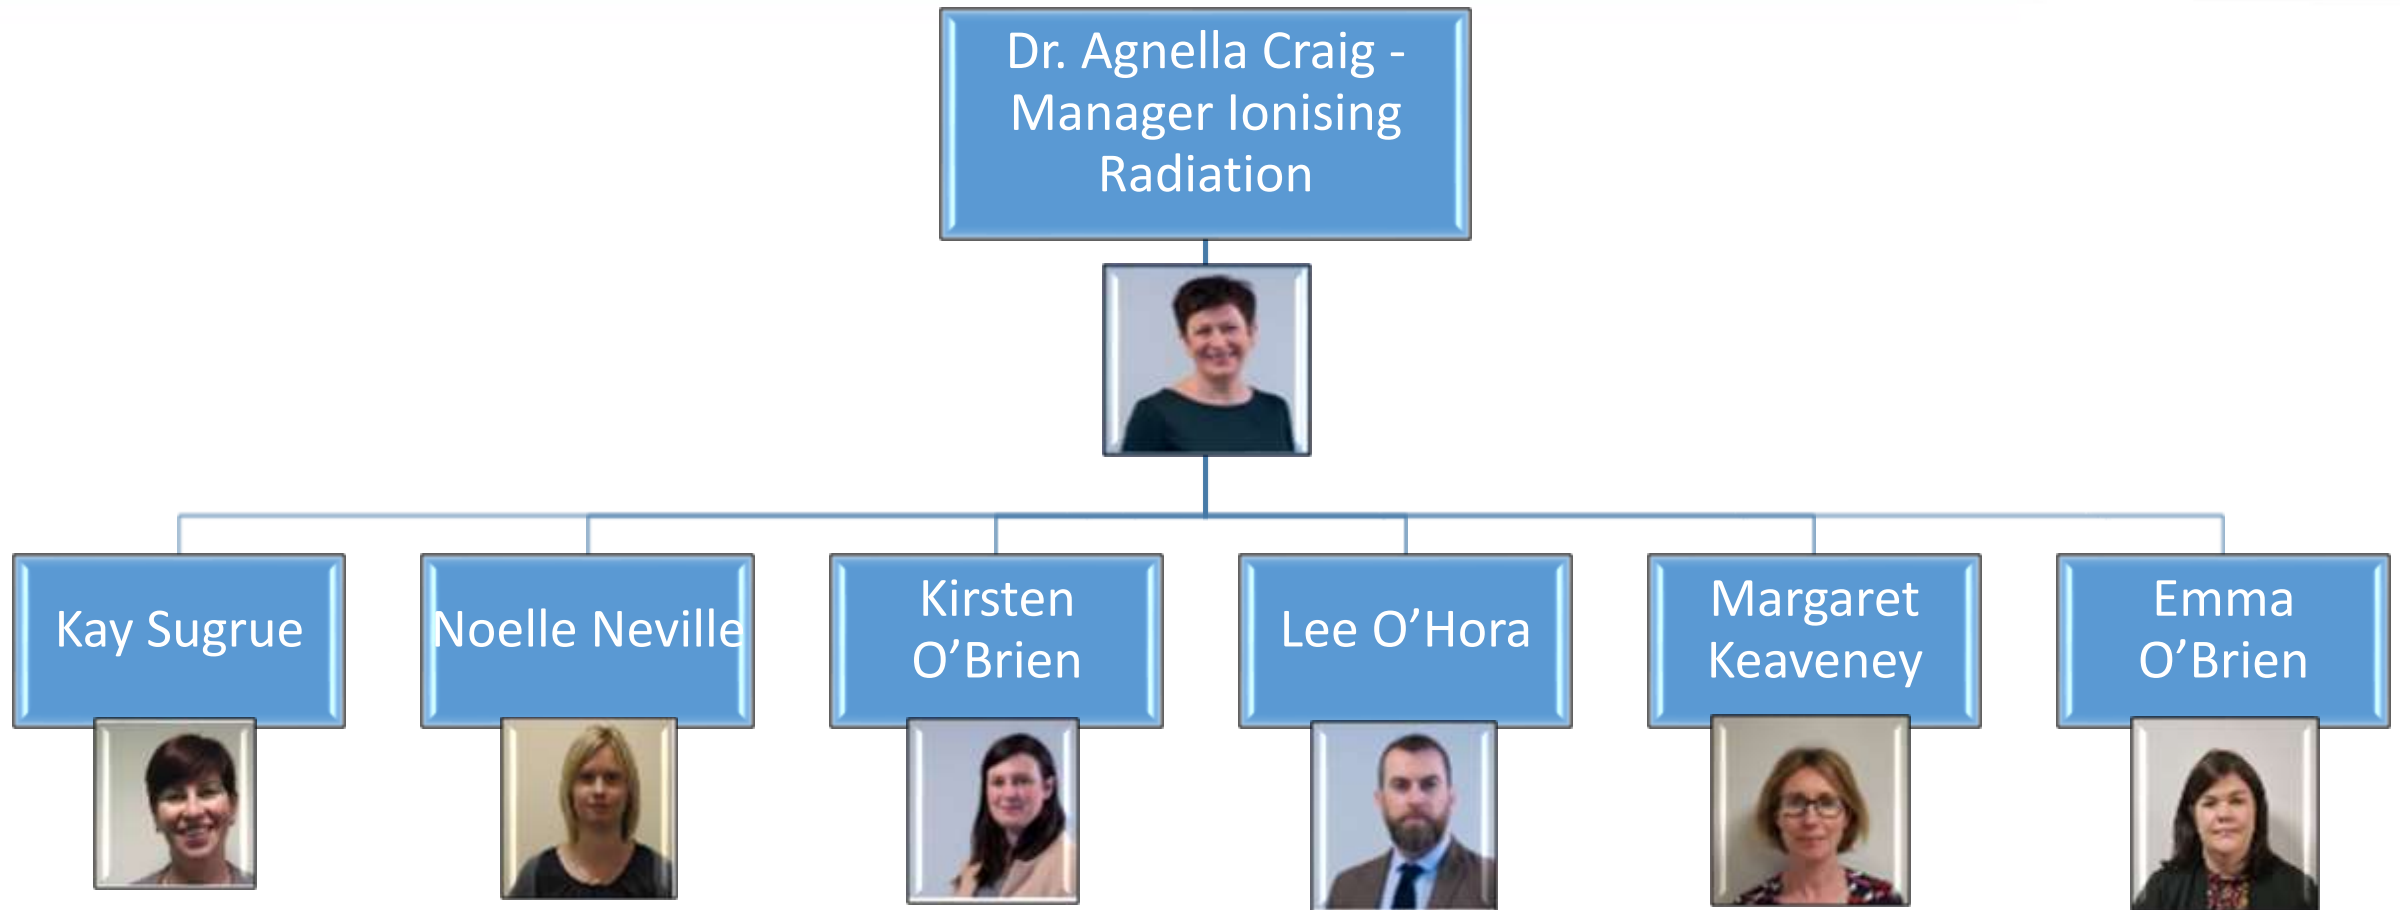 Dr. Agnella Craig -
Manager Ionising
Radiation
Kay Sugrue
Noelle Neville
Kirsten
O’Brien
Lee O’Hora
Margaret
Keaveney
Emma
O’Brien